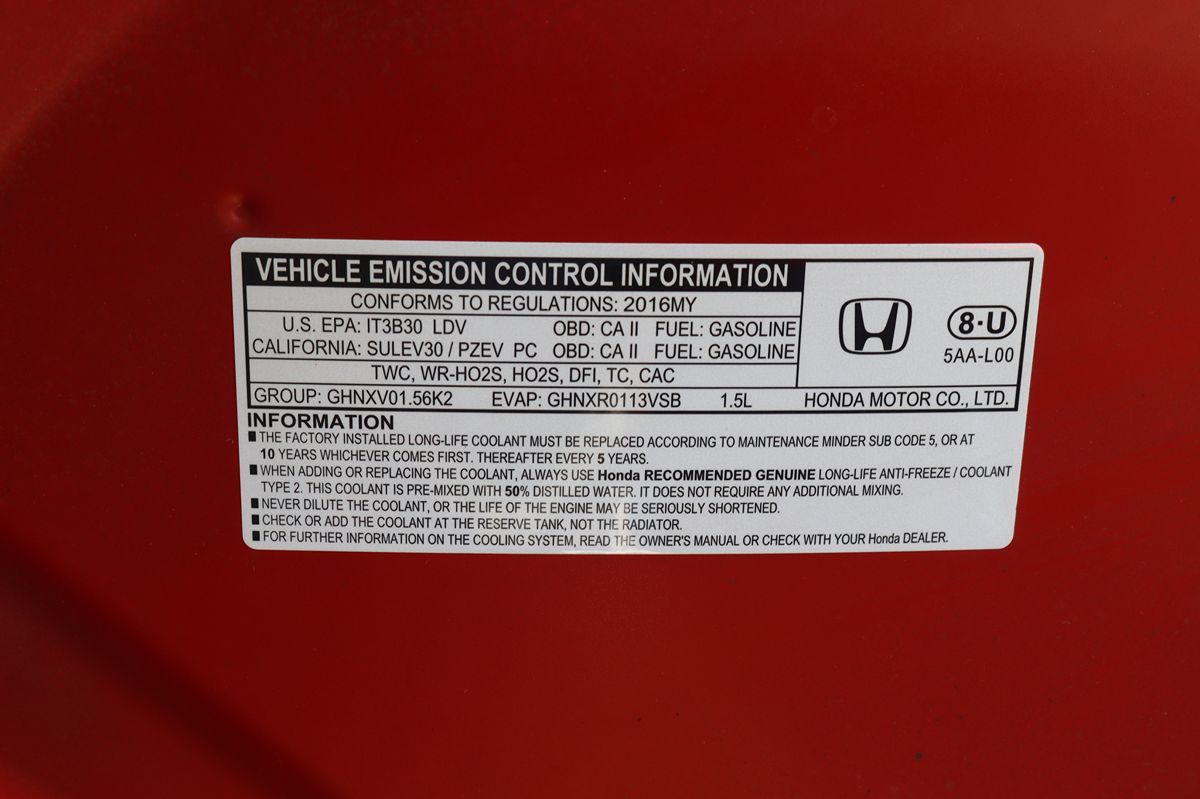 VEHICLE EMISSION CONTROL INFORMATION
CONFORMS TO REGULATIONS: 2016MY
U.S. EPA: IT3B30 LDV OBD: CA II FUEL: GASOLINE
CALIFORNIA: SULEV30 / PZEV PC OBD: CA II FUEL: GASOLINE
TWC, WR-HO2S, HO2S, DFI, TC, CAC
8·U
5AA-L00
GROUP: GHNXV01.56K2 EVAP: GHNXR0113VSB 1.5L HONDA MOTOR CO., LTD.
INFORMATION
■ THE FACTORY INSTALLED LONG-LIFE COOLANT MUST BE REPLACED ACCORDING TO MAINTENANCE MINDER SUB CODE 5, OR AT
10 YEARS WHICHEVER COMES FIRST. THEREAFTER EVERY 5 YEARS.
■ WHEN ADDING OR REPLACING THE COOLANT, ALWAYS USE Honda RECOMMENDED GENUINE LONG-LIFE ANTI-FREEZE / COOLANT
TYPE 2. THIS COOLANT IS PRE-MIXED WITH 50% DISTILLED WATER. IT DOES NOT REQUIRE ANY ADDITIONAL MIXING.
■ NEVER DILUTE THE COOLANT, OR THE LIFE OF THE ENGINE MAY BE SERIOUSLY SHORTENED.
■ CHECK OR ADD THE COOLANT AT THE RESERVE TANK, NOT THE RADIATOR.
■ FOR FURTHER INFORMATION ON THE COOLING SYSTEM, READ THE OWNER'S MANUAL OR CHECK WITH YOUR Honda DEALER.